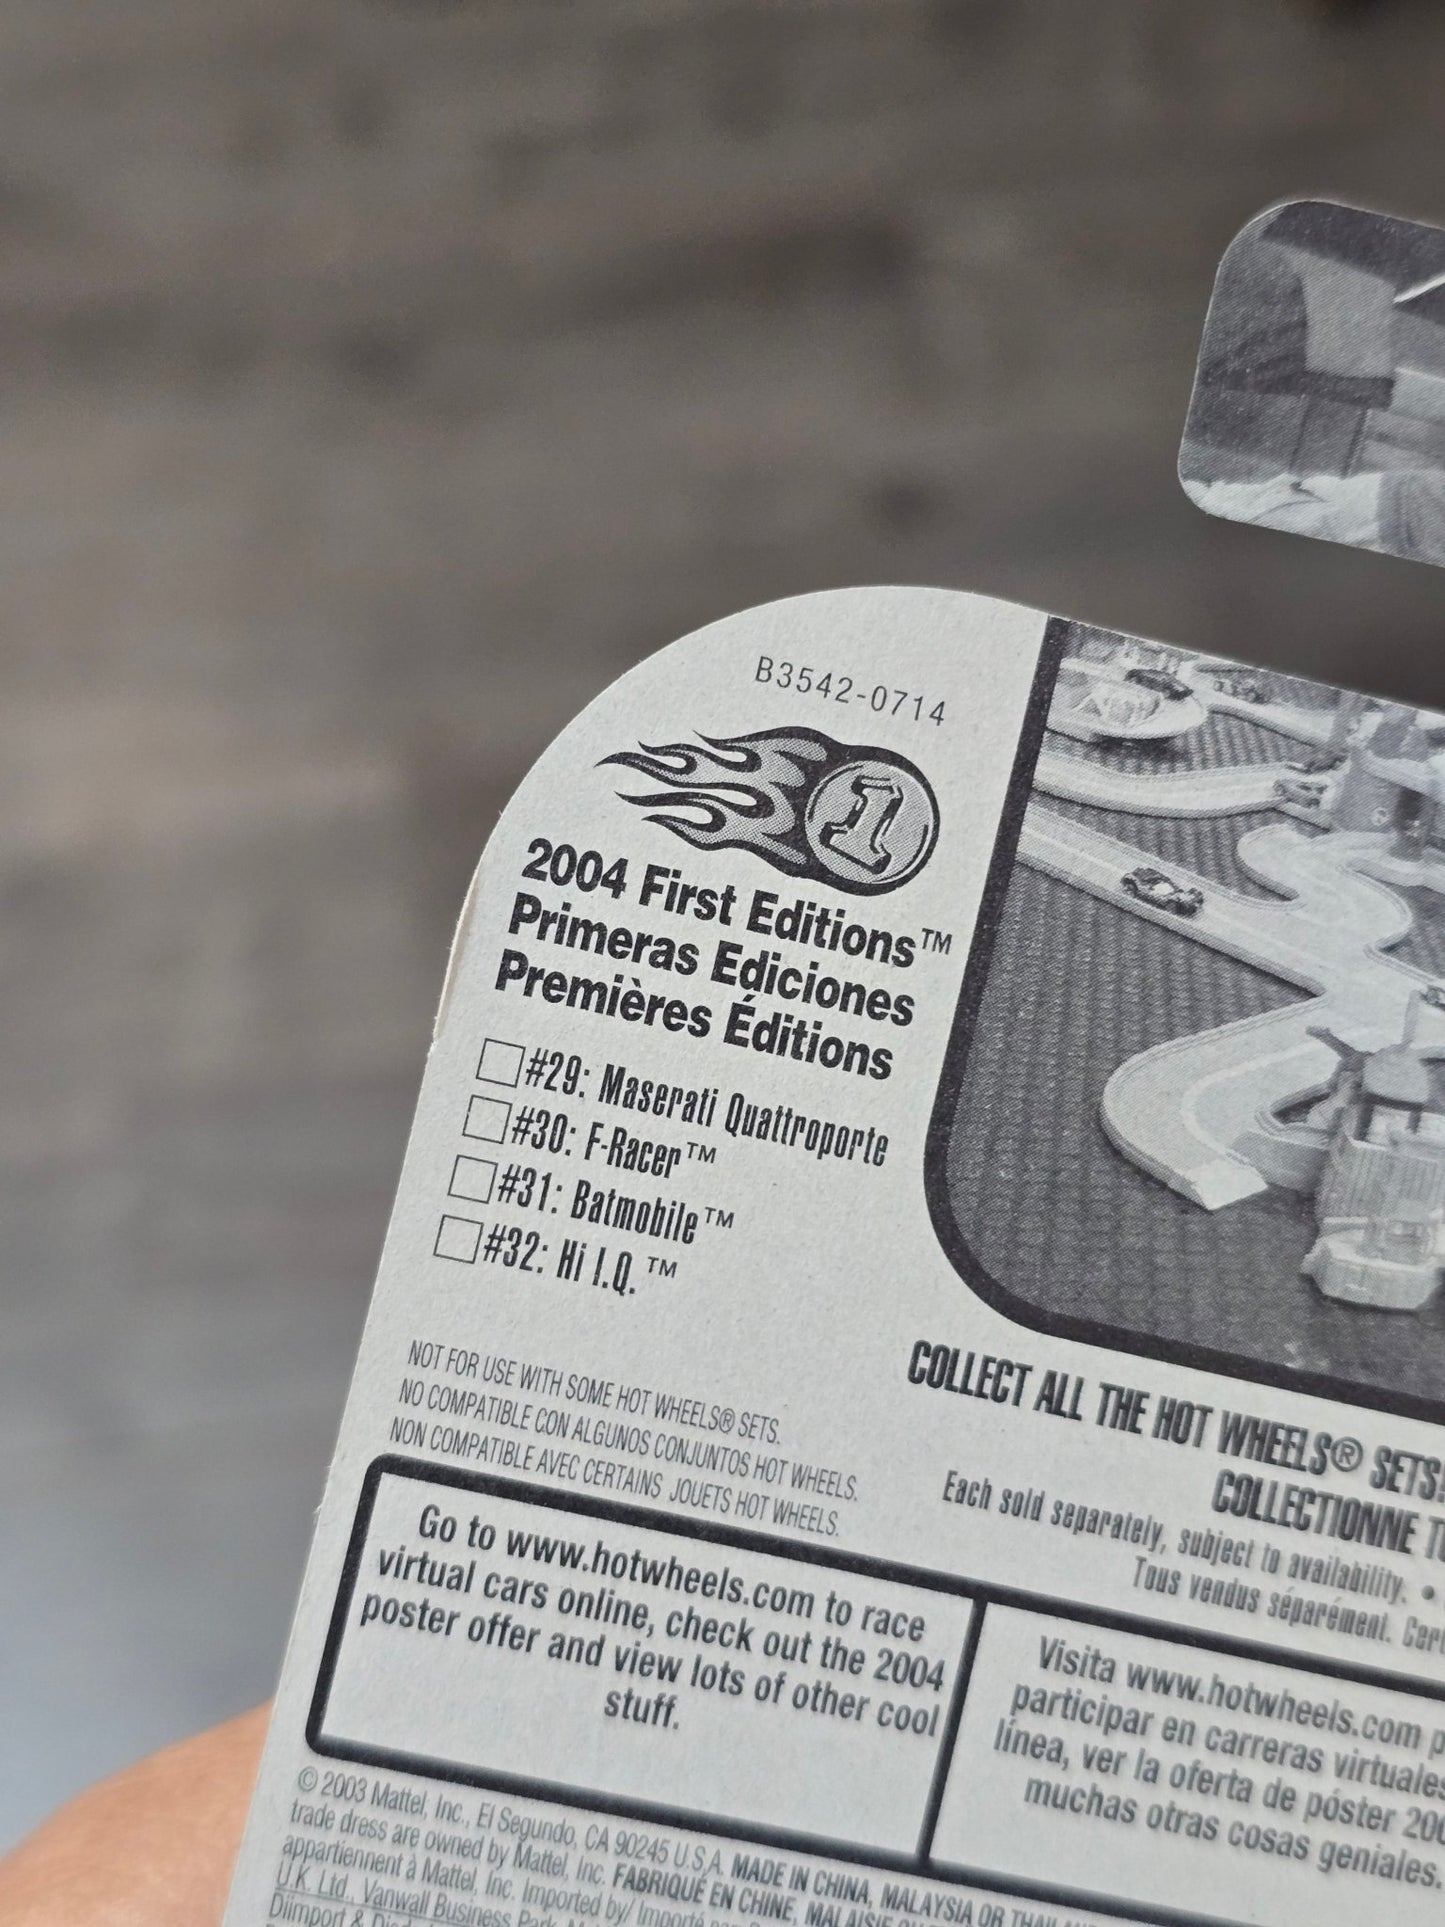 B3542-0714
1
2004 First Editions™
Primeras Ediciones
Premières Éditions
#29: Maserati Quattroporte
#30: F-Racer™
#31: Batmobile™
#32: Hi I.Q.™
NOT FOR USE WITH SOME HOT WHEELS® SETS.
NO COMPATIBLE CON ALGUNOS CONJUNTOS HOT WHEELS.
NON COMPATIBLE AVEC CERTAINS JOUETS HOT WHEELS.
COLLECT ALL THE HOT WHEELS® SETS!
COLLECTIONNE
Each sold separately, subject to availability. •
Tous vendus séparément.
Go to www.hotwheels.com to race
virtual cars online, check out the 2004
poster offer and view lots of other cool
stuff.
Visita www.hotwheels.com
participar en carreras virtuales
línea, ver la oferta de póster
muchas otras cosas geniales.
© 2003 Mattel, Inc., El Segundo, CA 90245 U.S.A. MADE IN CHINA, MALAYSIA OR
trade dress are owned by Mattel, Inc. FABRIQUÉ EN CHINE,
appartiennent à Mattel, Inc. Imported by/ Importé
U.K. Ltd., Vanwall Business Park,
Diimport &